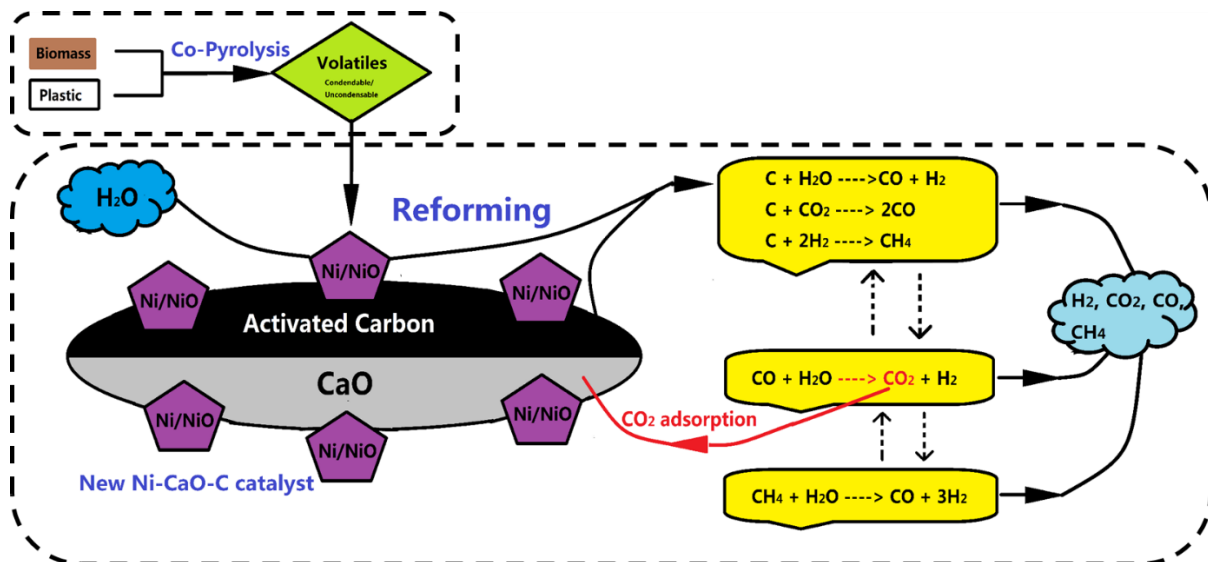 Biomass
Plastic
Co-Pyrolysis
Volatiles
Condendable/
Uncondensable
H2O
Reforming
Ni/NiO
Ni/NiO
Ni/NiO
Activated Carbon
CaO
Ni/NiO
Ni/NiO
Ni/NiO
New Ni-CaO-C catalyst
CO2 adsorption
C + H2O ---->CO + H2
C + CO2 ----> 2CO
C + 2H2 ----> CH4
CO + H2O ----> CO2 + H2
CH4 + H2O ----> CO + 3H2
H2, CO2, CO,
CH4